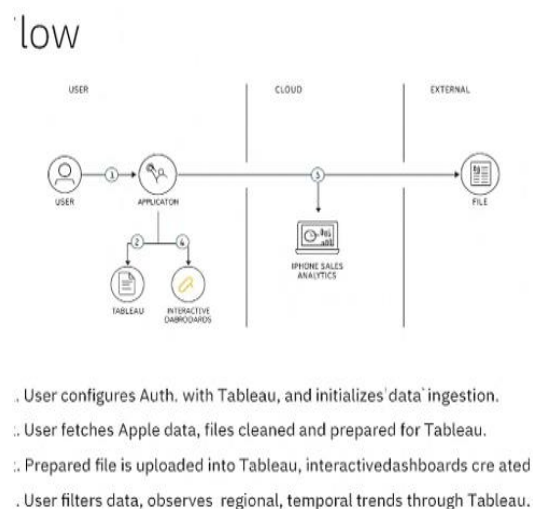 low
USER CLOUD EXTERNAL
1 3
USER APPLICATON FILE
2 4
IPHONE SALES
ANALYTICS
TABLEAU INTERACTIVE
DABROOARDS
. User configures Auth. with Tableau, and initializes data ingestion.
. User fetches Apple data, files cleaned and prepared for Tableau.
. Prepared file is uploaded into Tableau, interactivedashboards cre ated
. User filters data, observes regional, temporal trends through Tableau.